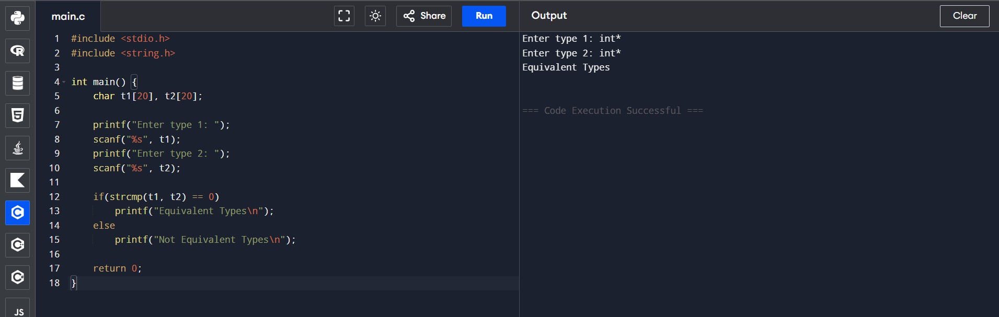 main.c
Share
Run
Output
Clear
1 #include <stdio.h>
2 #include <string.h>
3
4 int main() {
5     char t1[20], t2[20];
6
7     printf("Enter type 1: ");
8     scanf("%s", t1);
9     printf("Enter type 2: ");
10     scanf("%s", t2);
11
12     if(strcmp(t1, t2) == 0)
13         printf("Equivalent Types\n");
14     else
15         printf("Not Equivalent Types\n");
16
17     return 0;
18 }
Enter type 1: int*
Enter type 2: int*
Equivalent Types
=== Code Execution Successful ===
R
5
C
C
C
JS